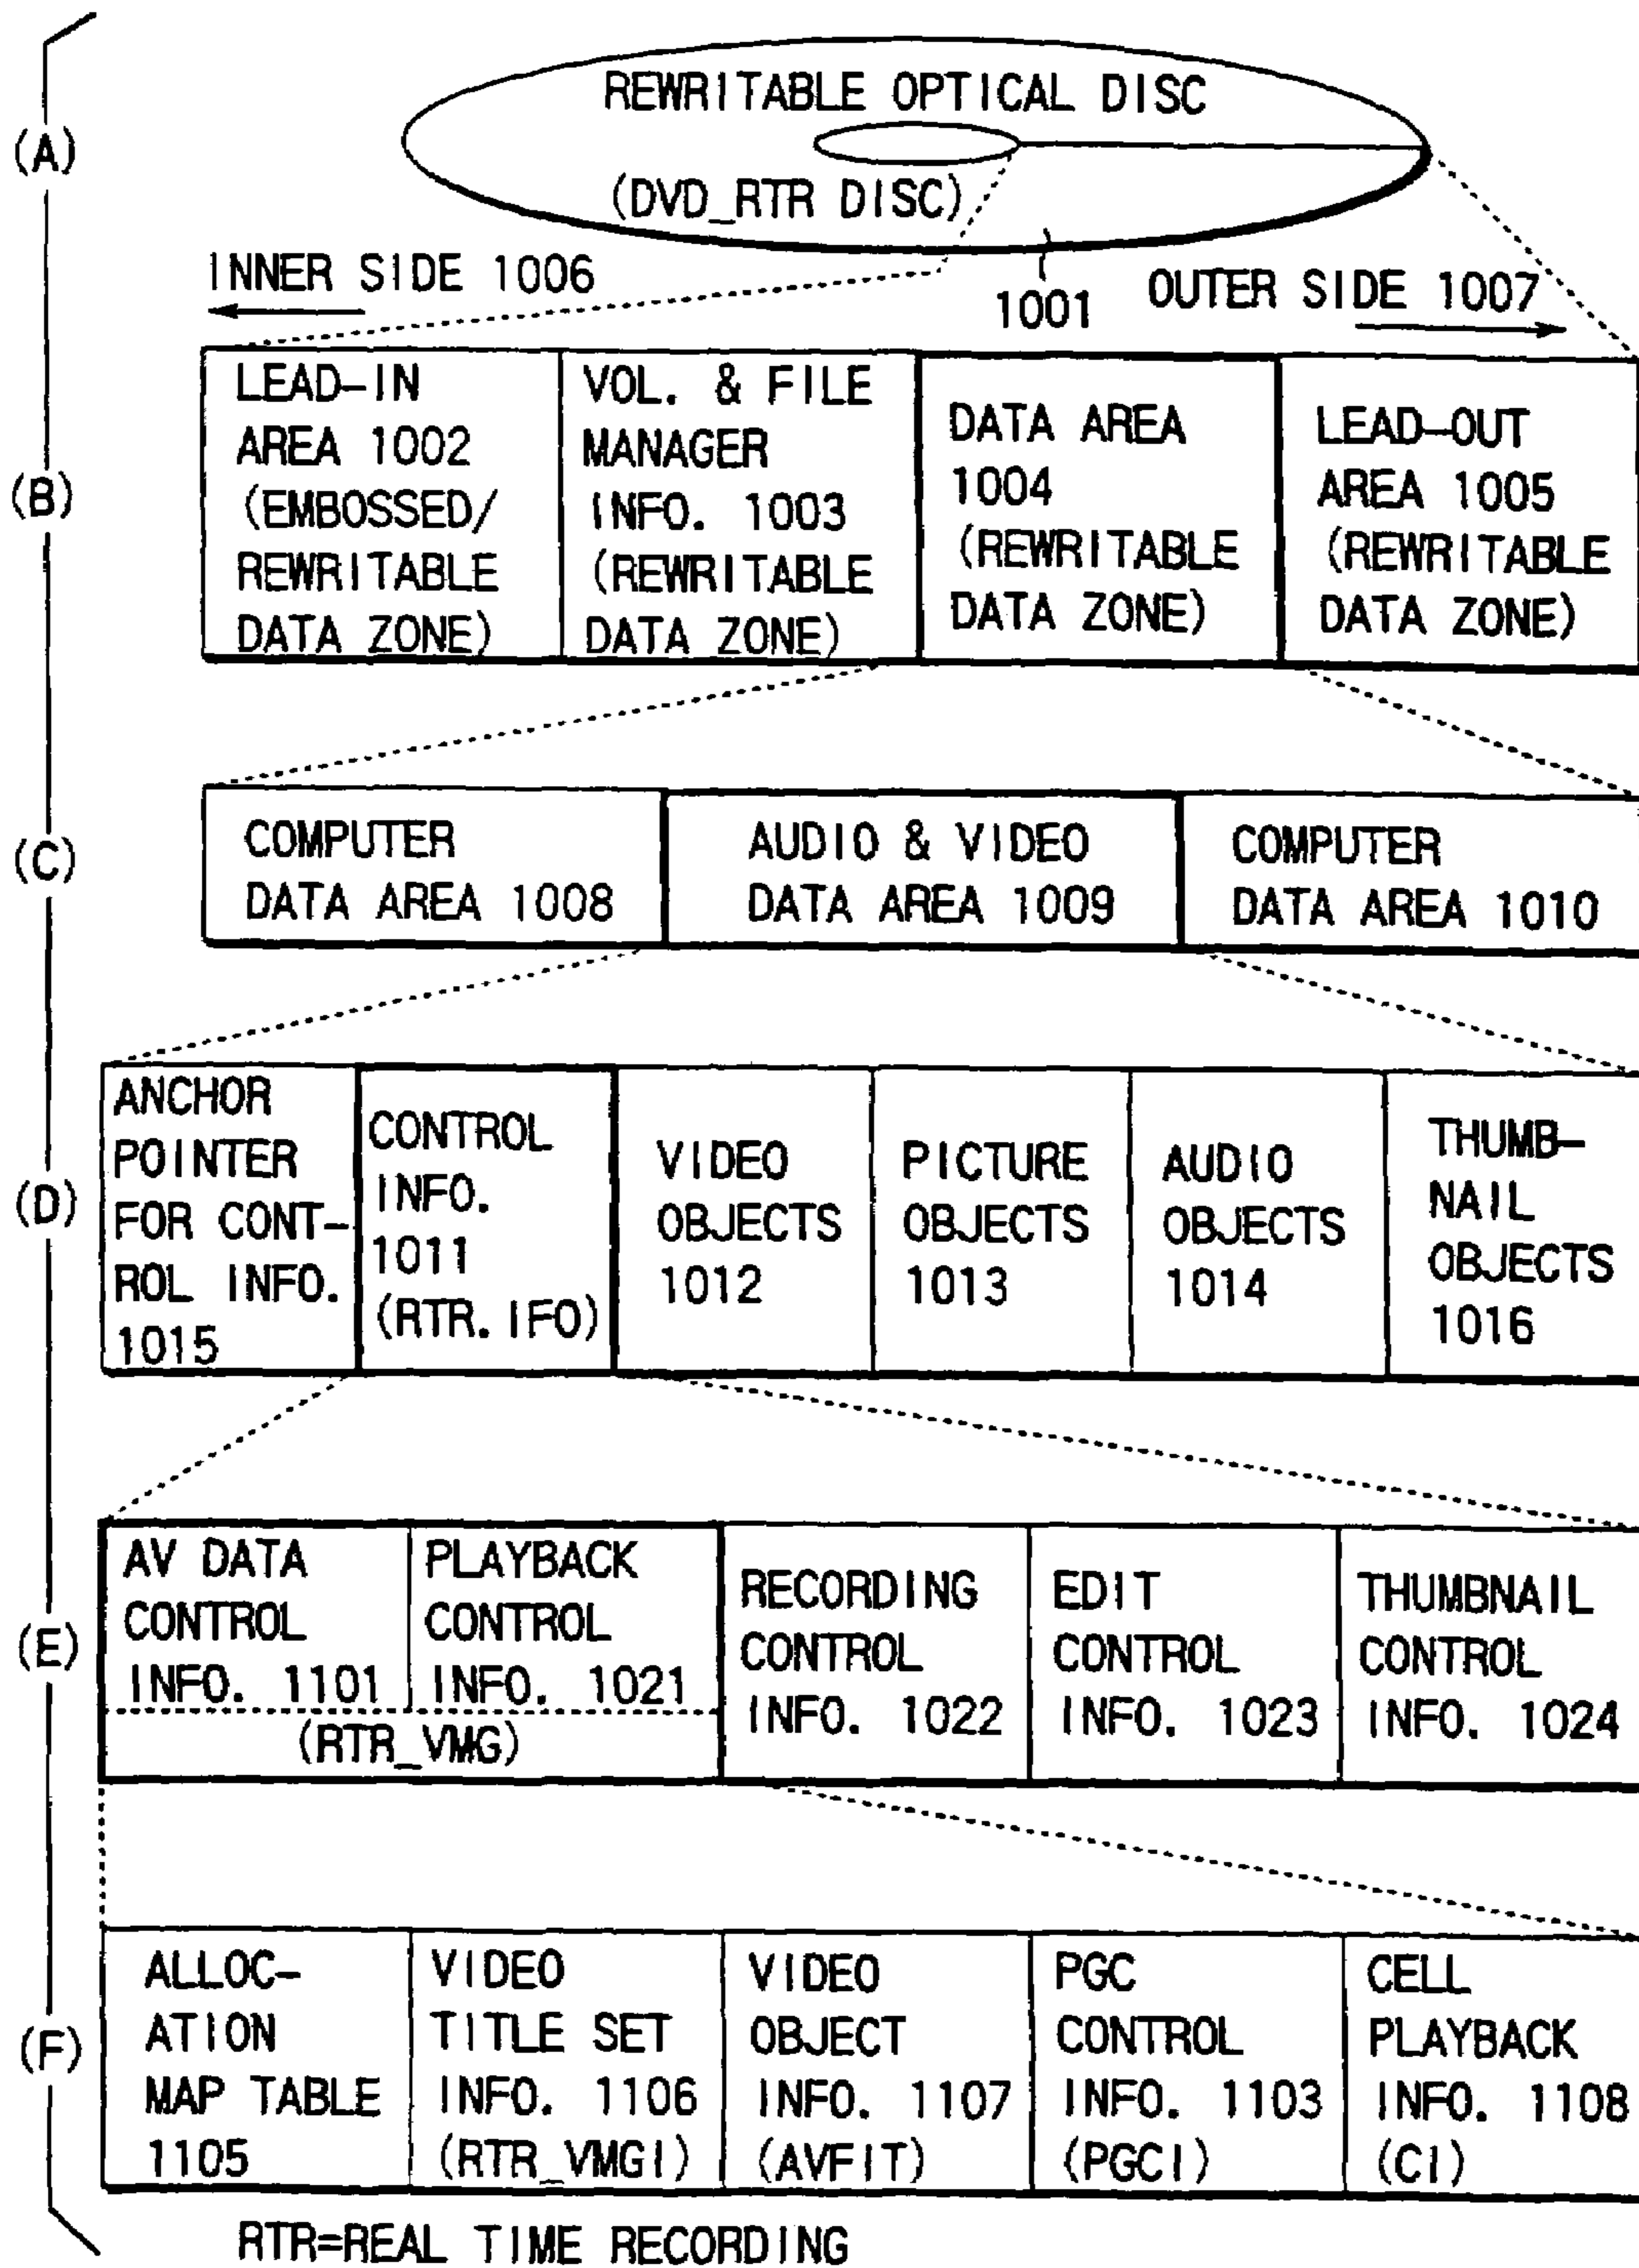 (A)
REWRITABLE OPTICAL DISC
(DVD_RTR DISC)
INNER SIDE 1006
1001
OUTER SIDE 1007
(B)
LEAD-IN
AREA 1002
(EMBOSSED/
REWRITABLE
DATA ZONE)
VOL. & FILE
MANAGER
INFO. 1003
(REWRITABLE
DATA ZONE)
DATA AREA
1004
(REWRITABLE
DATA ZONE)
LEAD-OUT
AREA 1005
(REWRITABLE
DATA ZONE)
(C)
COMPUTER
DATA AREA 1008
AUDIO & VIDEO
DATA AREA 1009
COMPUTER
DATA AREA 1010
(D)
ANCHOR
POINTER
FOR CONT-
ROL INFO.
1015
CONTROL
INFO.
1011
(RTR.IFO)
VIDEO
OBJECTS
1012
PICTURE
OBJECTS
1013
AUDIO
OBJECTS
1014
THUMB-
NAIL
OBJECTS
1016
(E)
AV DATA
CONTROL
INFO. 1101
PLAYBACK
CONTROL
INFO. 1021
(RTR_VMG)
RECORDING
CONTROL
INFO. 1022
EDIT
CONTROL
INFO. 1023
THUMBNAIL
CONTROL
INFO. 1024
(F)
ALLOC-
ATION
MAP TABLE
1105
VIDEO
TITLE SET
INFO. 1106
(RTR_VMGI)
VIDEO
OBJECT
INFO. 1107
(AVFIT)
PGC
CONTROL
INFO. 1103
(PGCI)
CELL
PLAYBACK
INFO. 1108
(CI)
RTR=REAL TIME RECORDING